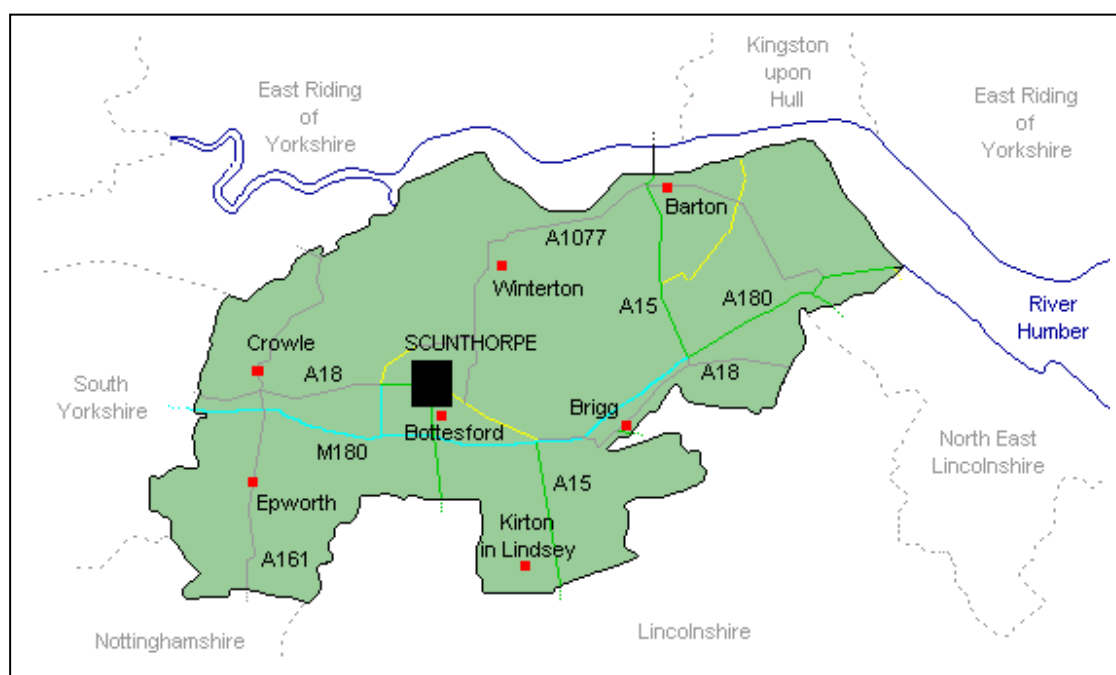 Kingston
upon
Hull
East Riding
of
Yorkshire
East Riding
of
Yorkshire
Barton
A1077
Winterton
A15
A180
River
Humber
SCUNTHORPE
Crowle
A18
A18
South
Yorkshire
Brigg
Bottesford
M180
North East
Lincolnshire
A15
Epworth
Kirton
in Lindsey
A161
Nottinghamshire
Lincolnshire